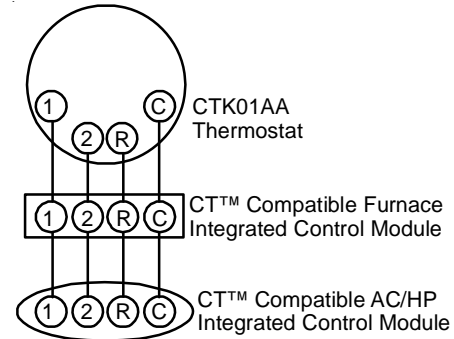 1 C
2 R
CTK01AA
Thermostat
1 2 R C
CT™ Compatible Furnace
Integrated Control Module
1 2 R C
CT™ Compatible AC/HP
Integrated Control Module